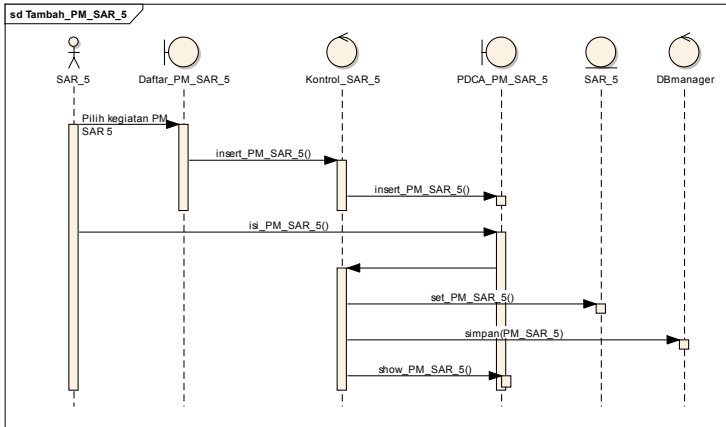 sd Tambah_PM_SAR_5
SAR_5
Daftar_PM_SAR_5
Kontrol_SAR_5
PDCA_PM_SAR_5
SAR_5
DBmanager
Pilih kegiatan PM
SAR 5
insert_PM_SAR_5()
insert_PM_SAR_5()
isi_PM_SAR_5()
set_PM_SAR_5()
simpan(PM_SAR_5)
show_PM_SAR_5()